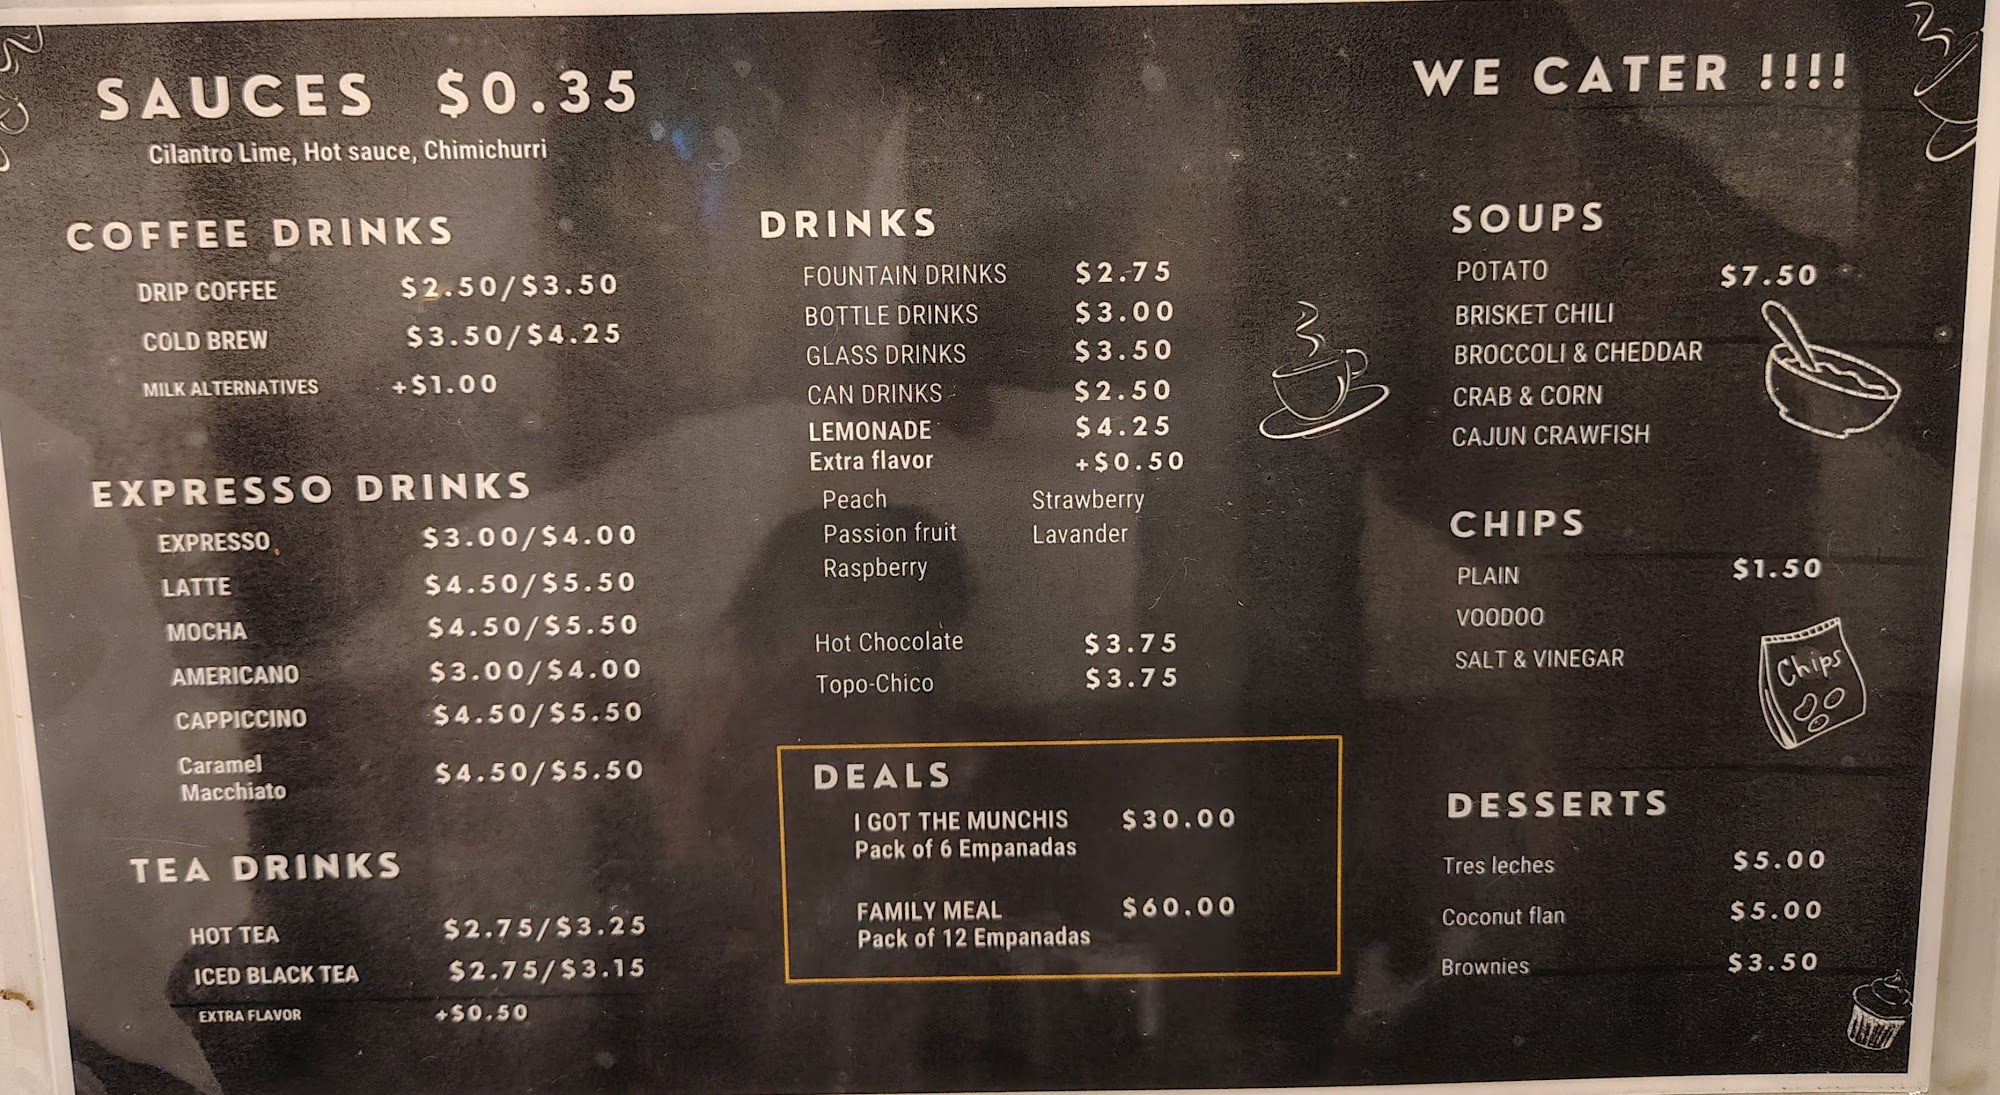 SAUCES $0.35
Cilantro Lime, Hot sauce, Chimichurri
COFFEE DRINKS
DRIP COFFEE $2.50/$3.50
COLD BREW $3.50/$4.25
MILK ALTERNATIVES +$1.00
EXPRESSO DRINKS
EXPRESSO $3.00/$4.00
LATTE $4.50/$5.50
MOCHA $4.50/$5.50
AMERICANO $3.00/$4.00
CAPPICCINO $4.50/$5.50
Caramel
Macchiato $4.50/$5.50
TEA DRINKS
HOT TEA $2.75/$3.25
ICED BLACK TEA $2.75/$3.15
EXTRA FLAVOR +$0.50
DRINKS
FOUNTAIN DRINKS $2.75
BOTTLE DRINKS $3.00
GLASS DRINKS $3.50
CAN DRINKS $2.50
LEMONADE $4.25
Extra flavor +$0.50
Peach Strawberry
Passion fruit Lavander
Raspberry
Hot Chocolate $3.75
Topo-Chico $3.75
DEALS
I GOT THE MUNCHIS $30.00
Pack of 6 Empanadas
FAMILY MEAL $60.00
Pack of 12 Empanadas
WE CATER !!!!
SOUPS
POTATO $7.50
BRISKET CHILI
BROCCOLI & CHEDDAR
CRAB & CORN
CAJUN CRAWFISH
CHIPS
PLAIN $1.50
VOODOO
SALT & VINEGAR
Chips
DESSERTS
Tres leches $5.00
Coconut flan $5.00
Brownies $3.50